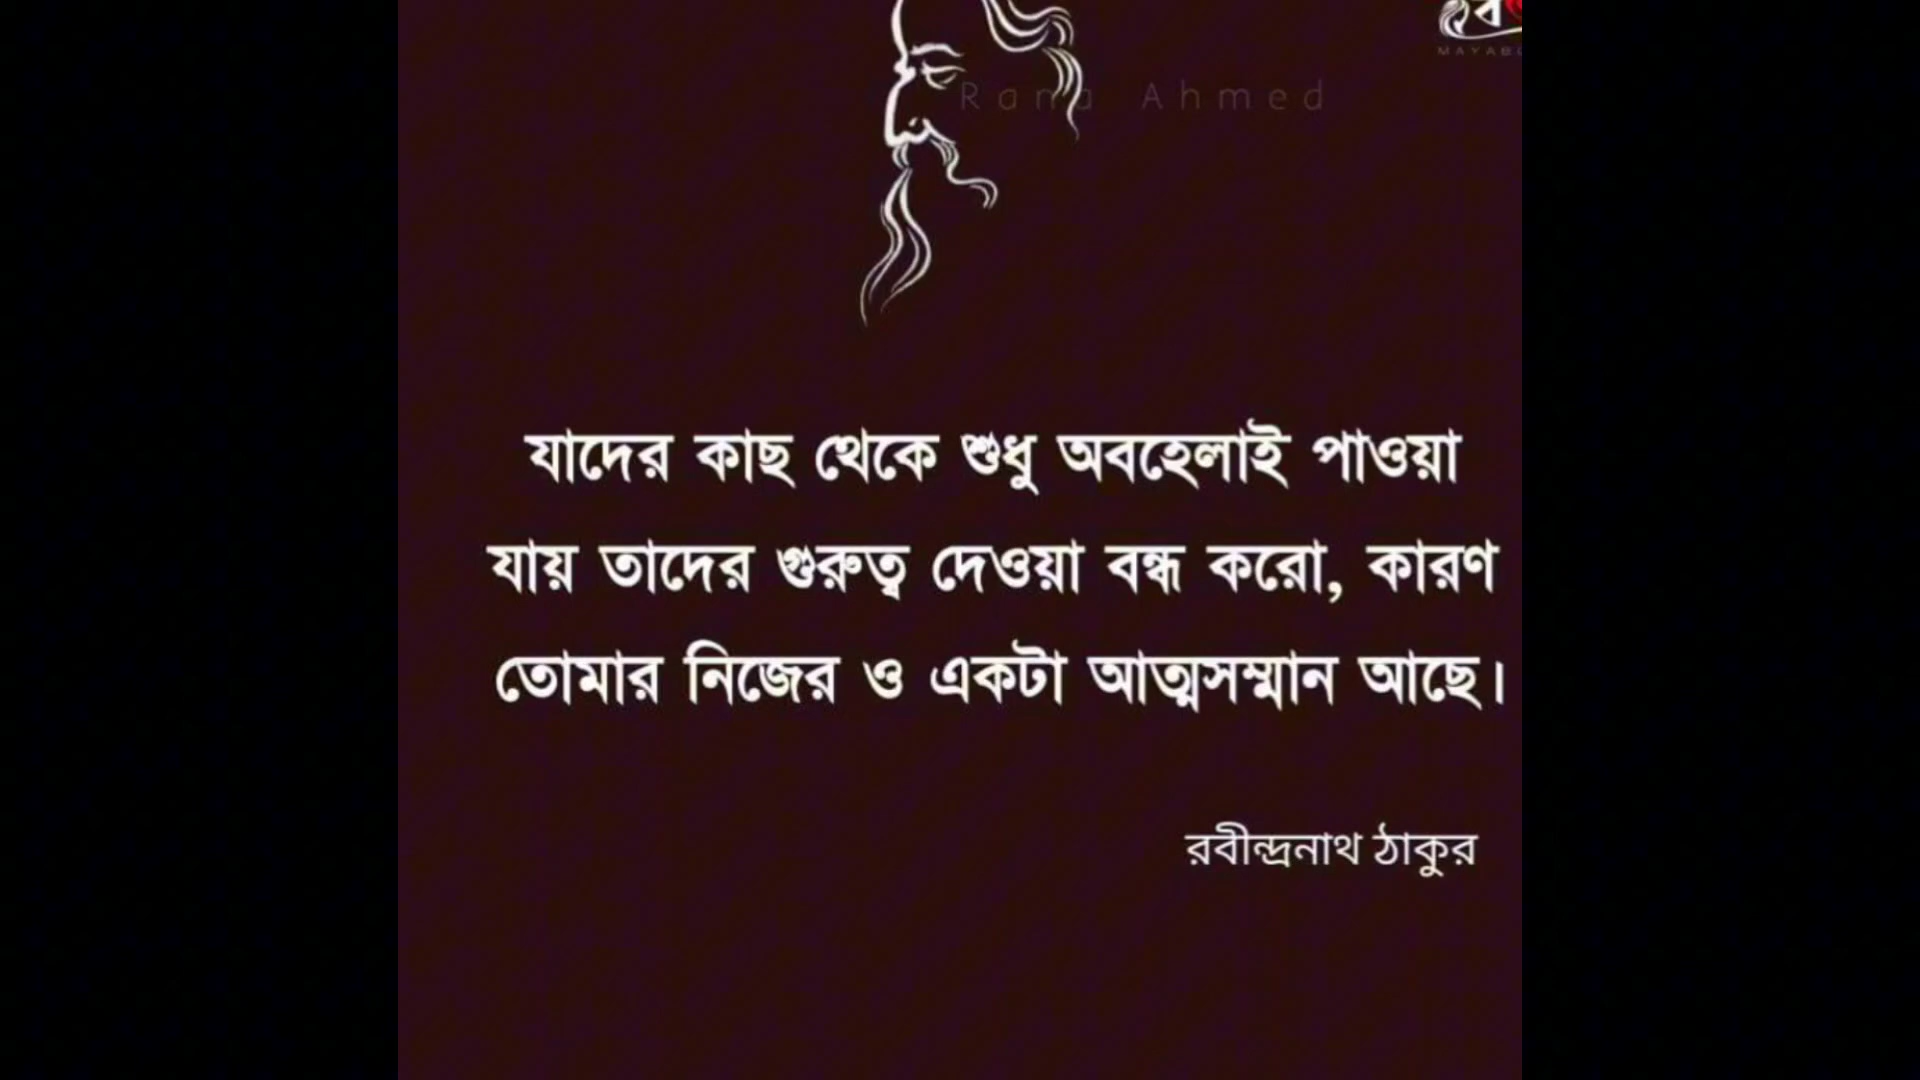 Rana Ahmed
যাদের কাছ থেকে শুধু অবহেলাই পাওয়া
যায় তাদের গুরুত্ব দেওয়া বন্ধ করো, কারণ
তোমার নিজের ও একটা আত্মসম্মান আছে।
রবীন্দ্রনাথ ঠাকুর